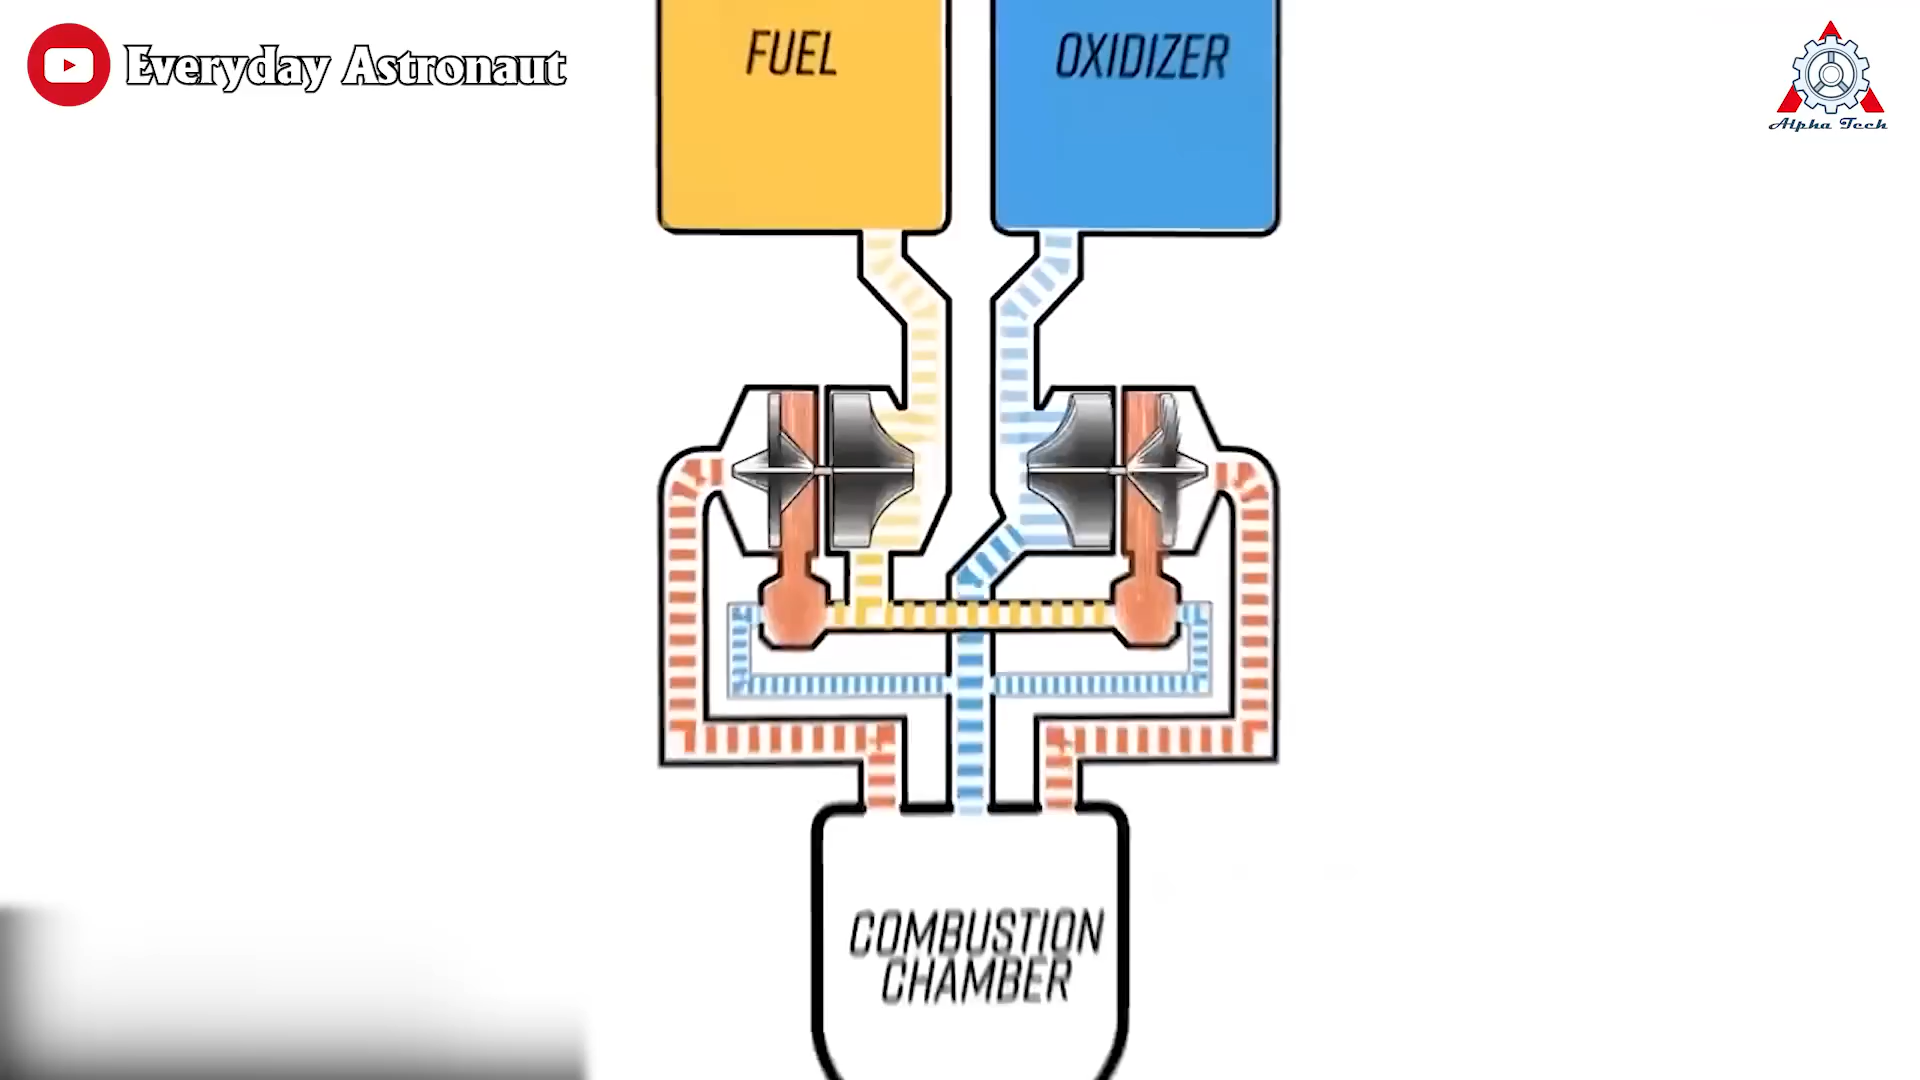 Everyday Astronaut
FUEL
OXIDIZER
Alpha Tech
COMBUSTION
CHAMBER